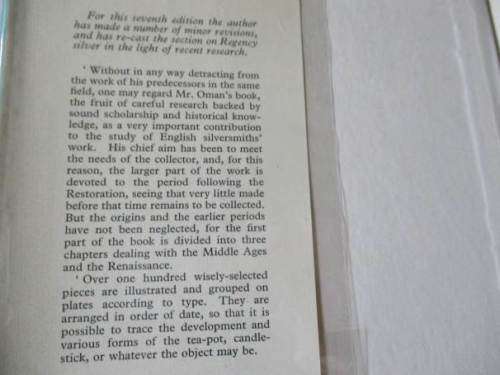 For this seventh edition the author
has made a number of minor revisions,
and has re-cast the section on Regency
silver in the light of recent research.
' Without in any way detracting from
the work of his predecessors in the same
field, one may regard Mr. Oman's book,
the fruit of careful research backed by
sound scholarship and historical know-
ledge, as a very important contribution
to the study of English silversmiths'
work. His chief aim has been to meet
the needs of the collector, and, for this
reason, the larger part of the work is
devoted to the period following the
Restoration, seeing that very little made
before that time remains to be collected.
But the origins and the earlier periods
have not been neglected, for the first
part of the book is divided into three
chapters dealing with the Middle Ages
and the Renaissance.
' Over one hundred wisely-selected
pieces are illustrated and grouped on
plates according to type. They are
arranged in order of date, so that it is
possible to trace the development and
various forms of the tea-pot, candle-
stick, or whatever the object may be.